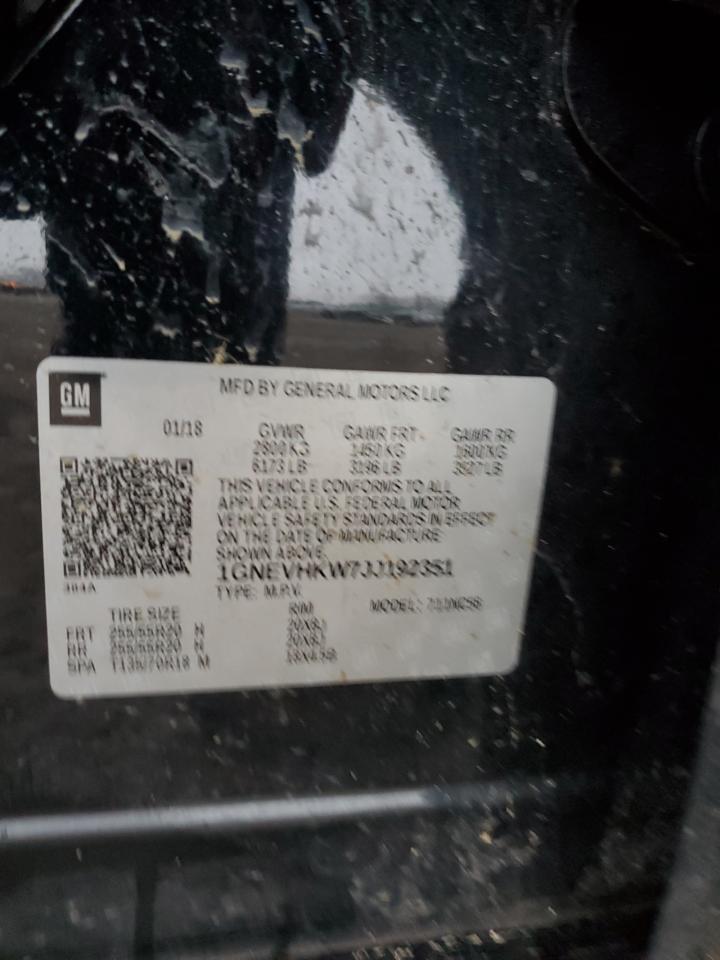 GM
MFD BY GENERAL MOTORS LLC
01/18 GVWR GAWR FRT GAWR RR
2800 KG 1450 KG 1600 KG
6173 LB 3196 LB 3527 LB
THIS VEHICLE CONFORMS TO ALL
APPLICABLE U.S. FEDERAL MOTOR
VEHICLE SAFETY STANDARDS IN EFFECT
ON THE DATE OF MANUFACTURE
SHOWN ABOVE.
1GNEVHKW7JJ192351
TYPE: M.P.V. MODEL:
TIRE SIZE RIM
FRT 255/55R20 H 20X8J
RR 255/55R20 H 20X8J
SPA T135/70R18 M 18X4.5B